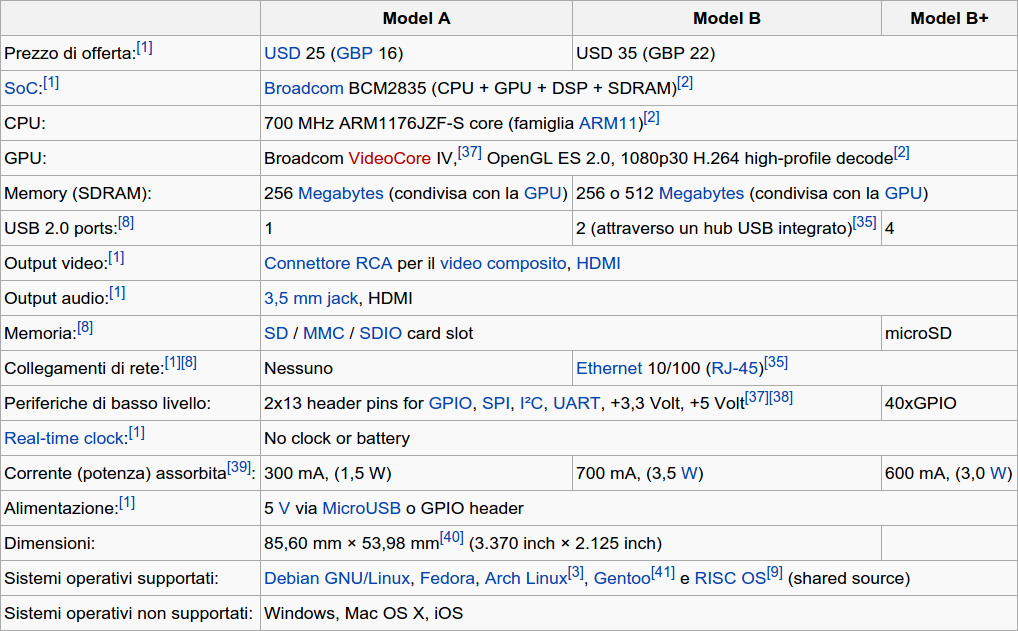 Model A Model B Model B+
Prezzo di offerta:[1] USD 25 (GBP 16) USD 35 (GBP 22)
SoC:[1] Broadcom BCM2835 (CPU + GPU + DSP + SDRAM)[2]
CPU: 700 MHz ARM1176JZF-S core (famiglia ARM11)[2]
GPU: Broadcom VideoCore IV,[37] OpenGL ES 2.0, 1080p30 H.264 high-profile decode[2]
Memory (SDRAM): 256 Megabytes (condivisa con la GPU) 256 o 512 Megabytes (condivisa con la GPU)
USB 2.0 ports:[8] 1 2 (attraverso un hub USB integrato)[35] 4
Output video:[1] Connettore RCA per il video composito, HDMI
Output audio:[1] 3,5 mm jack, HDMI
Memoria:[8] SD / MMC / SDIO card slot microSD
Collegamenti di rete:[1][8] Nessuno Ethernet 10/100 (RJ-45)[35]
Periferiche di basso livello: 2x13 header pins for GPIO, SPI, I²C, UART, +3,3 Volt, +5 Volt[37][38] 40xGPIO
Real-time clock:[1] No clock or battery
Corrente (potenza) assorbita[39]: 300 mA, (1,5 W) 700 mA, (3,5 W) 600 mA, (3,0 W)
Alimentazione:[1] 5 V via MicroUSB o GPIO header
Dimensioni: 85,60 mm × 53,98 mm[40] (3.370 inch × 2.125 inch)
Sistemi operativi supportati: Debian GNU/Linux, Fedora, Arch Linux[3], Gentoo[41] e RISC OS[9] (shared source)
Sistemi operativi non supportati: Windows, Mac OS X, iOS